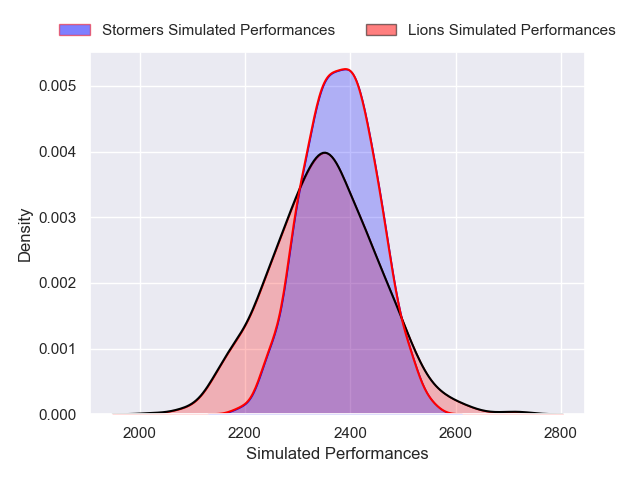 Stormers Simulated Performances Lions Simulated Performances
0.005
0.004
0.003
0.002
0.001
0.000
Density
2000 2200 2400 2600 2800
Simulated Performances